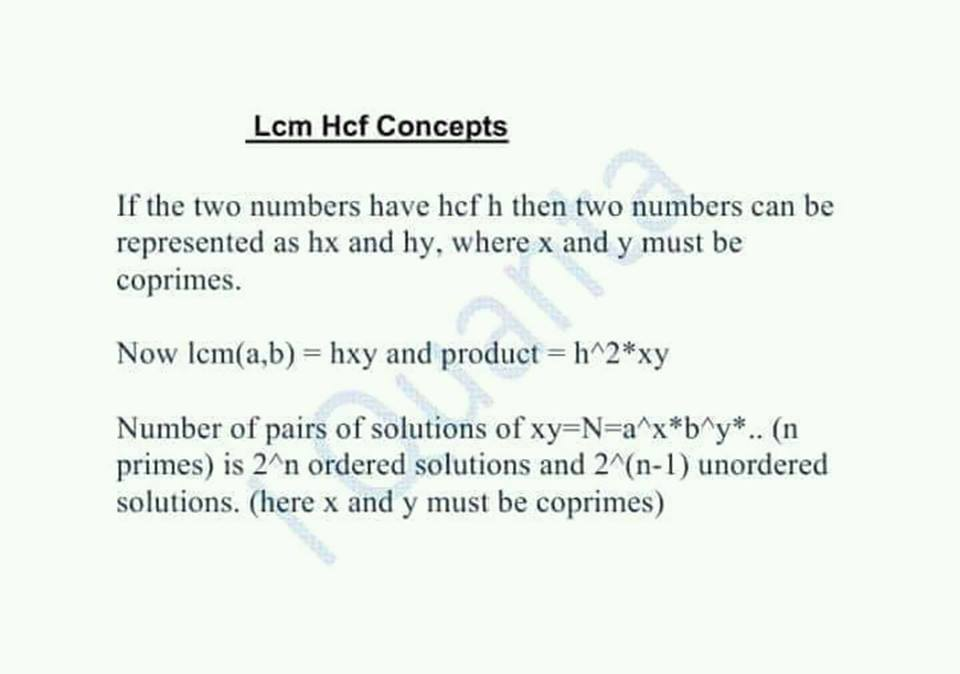 Lcm Hcf Concepts
If the two numbers have hcf h then two numbers can be
represented as hx and hy, where x and y must be
coprimes.
Now lcm(a,b) = hxy and product = h^2*xy
Number of pairs of solutions of xy=N=a^x*b^y*.. (n
primes) is 2^n ordered solutions and 2^(n-1) unordered
solutions. (here x and y must be coprimes)
I Quanta